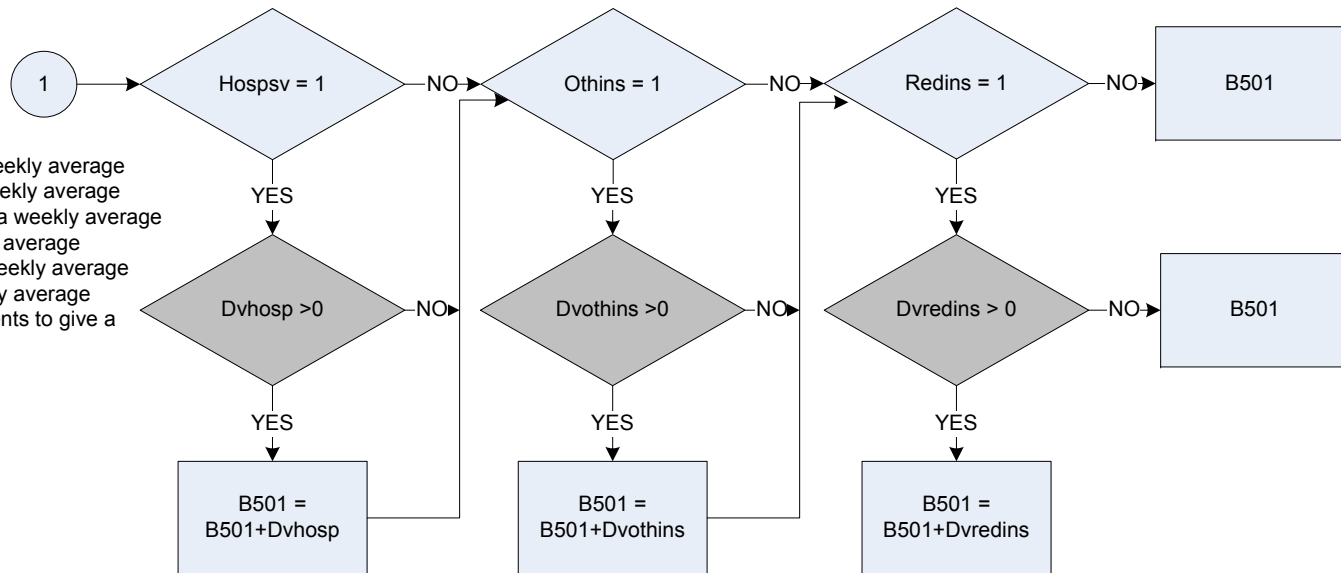 1
Hospsv = 1
NO
Othins = 1
NO
Redins = 1
NO
B501
eekly average
ekly average
a weekly average
average
eekly average
y average
ents to give a
YES
YES
YES
Dvhosp >0
NO
Dvothins >0
NO
Dvredins > 0
NO
B501
YES
YES
YES
B501 =
B501+Dvhosp
B501 =
B501+Dvothins
B501 =
B501+Dvredins